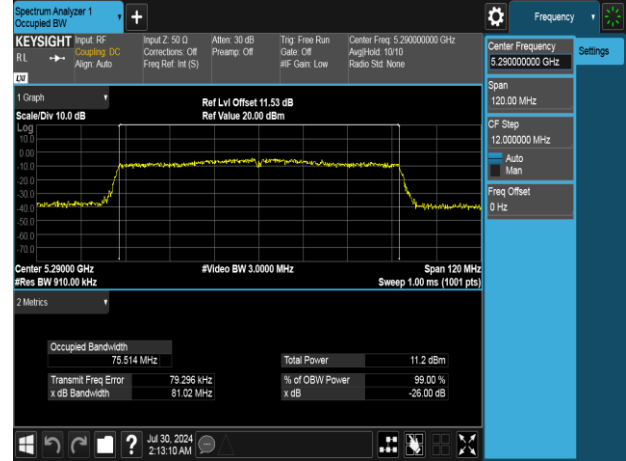 Spectrum Analyzer 1
Occupied BW
+
Frequency
KEYSIGHT
RL
LXI
Input: RF
Coupling: DC
Align: Auto
Input Z: 50 Ω
Corrections: Off
Freq Ref: Int (S)
Atten: 30 dB
Preamp: Off
Trig: Free Run
Gate: Off
#IF Gain: Low
Center Freq: 5.290000000 GHz
Avg|Hold: 10/10
Radio Std: None
Center Frequency
5.290000000 GHz
Settings
Span
120.00 MHz
CF Step
12.000000 MHz
Auto
Man
Freq Offset
0 Hz
1 Graph
Scale/Div 10.0 dB
Ref Lvl Offset 11.53 dB
Ref Value 20.00 dBm
Log
10.0
0.00
-10.0
-20.0
-30.0
-40.0
-50.0
-60.0
-70.0
Center 5.29000 GHz
#Res BW 910.00 kHz
#Video BW 3.0000 MHz
Span 120 MHz
Sweep 1.00 ms (1001 pts)
2 Metrics
Occupied Bandwidth
75.514 MHz
Total Power 11.2 dBm
Transmit Freq Error 79.296 kHz
% of OBW Power 99.00 %
x dB Bandwidth 81.02 MHz
x dB -26.00 dB
?
Jul 30, 2024
2:13:10 AM